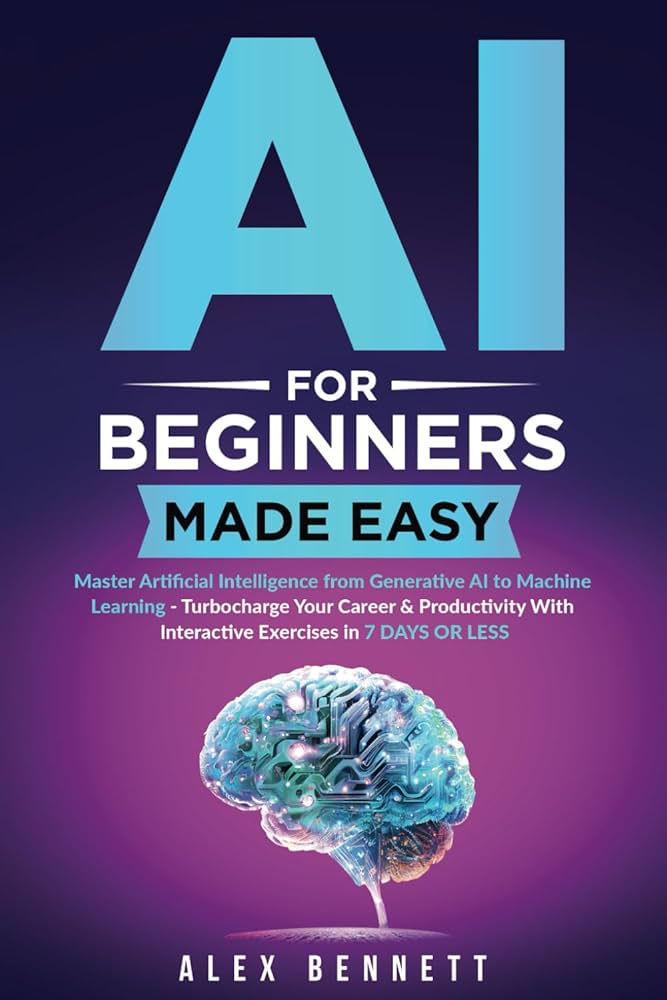 AI
FOR
BEGINNERS
MADE EASY
Master Artificial Intelligence from Generative AI to Machine
Learning - Turbocharge Your Career & Productivity With
Interactive Exercises in 7 DAYS OR LESS
ALEX BENNETT